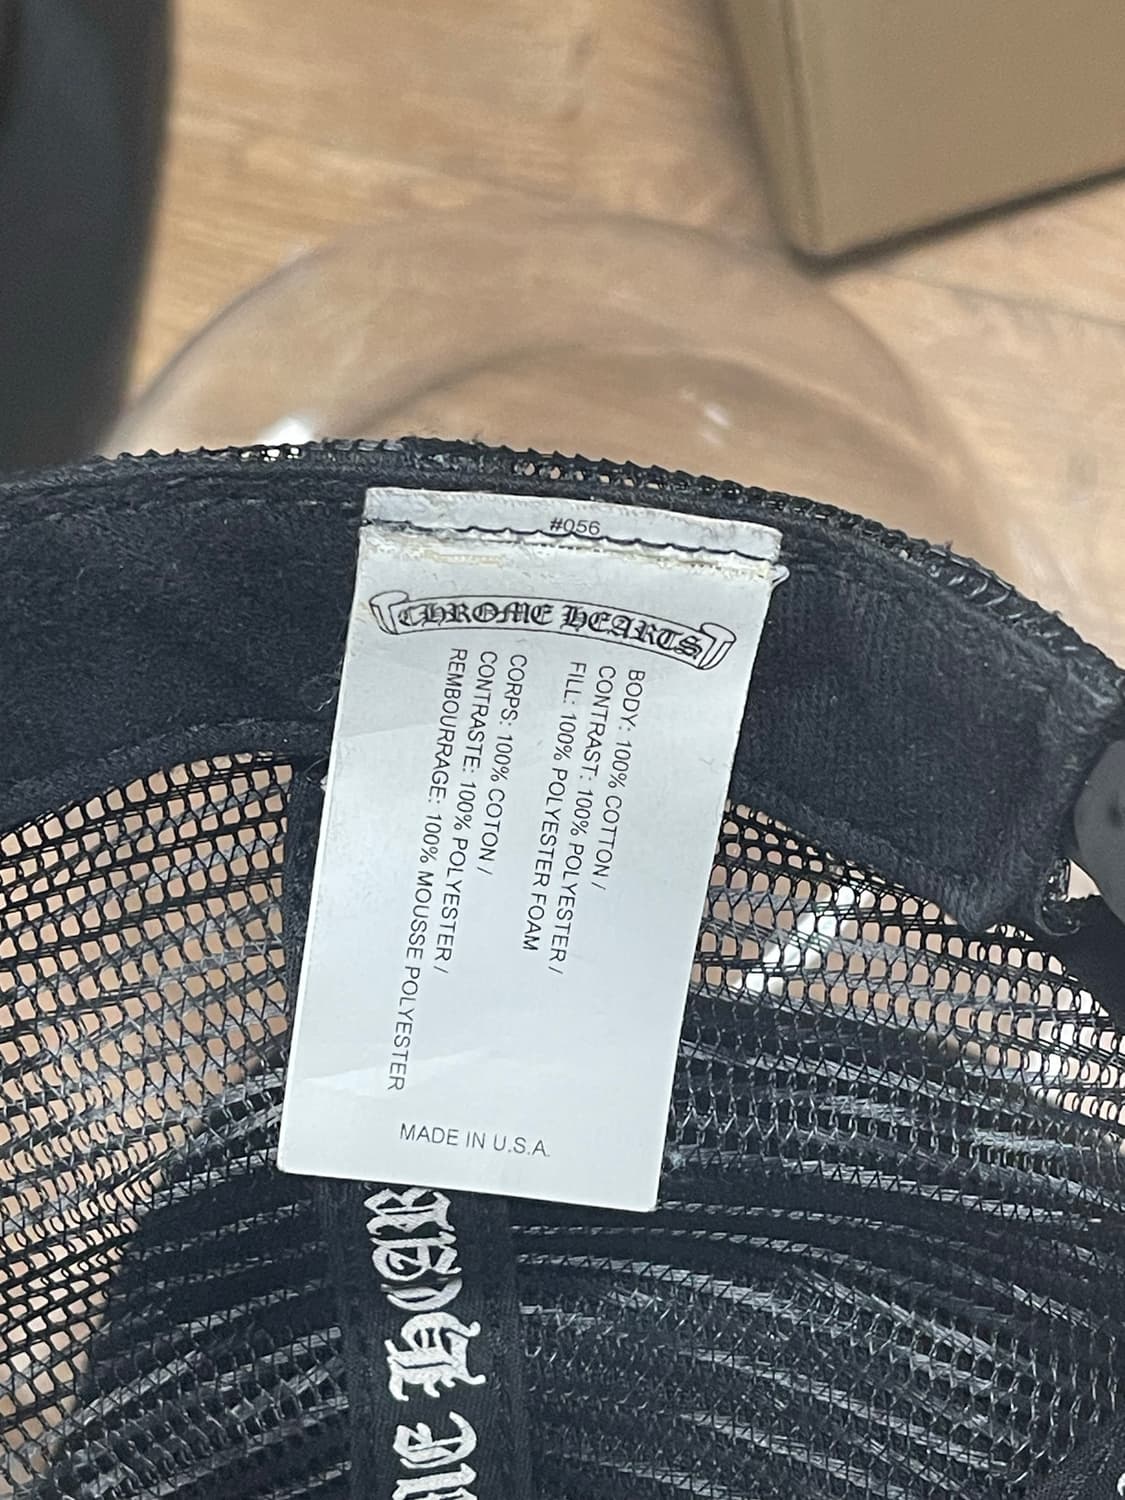 #056
CHROME HEARTS
BODY: 100% COTTON /
CONTRAST: 100% POLYESTER /
FILL: 100% POLYESTER FOAM
CORPS: 100% COTON /
CONTRASTE: 100% POLYESTER /
REMBOURRAGE: 100% MOUSSE POLYESTER
MADE IN U.S.A.